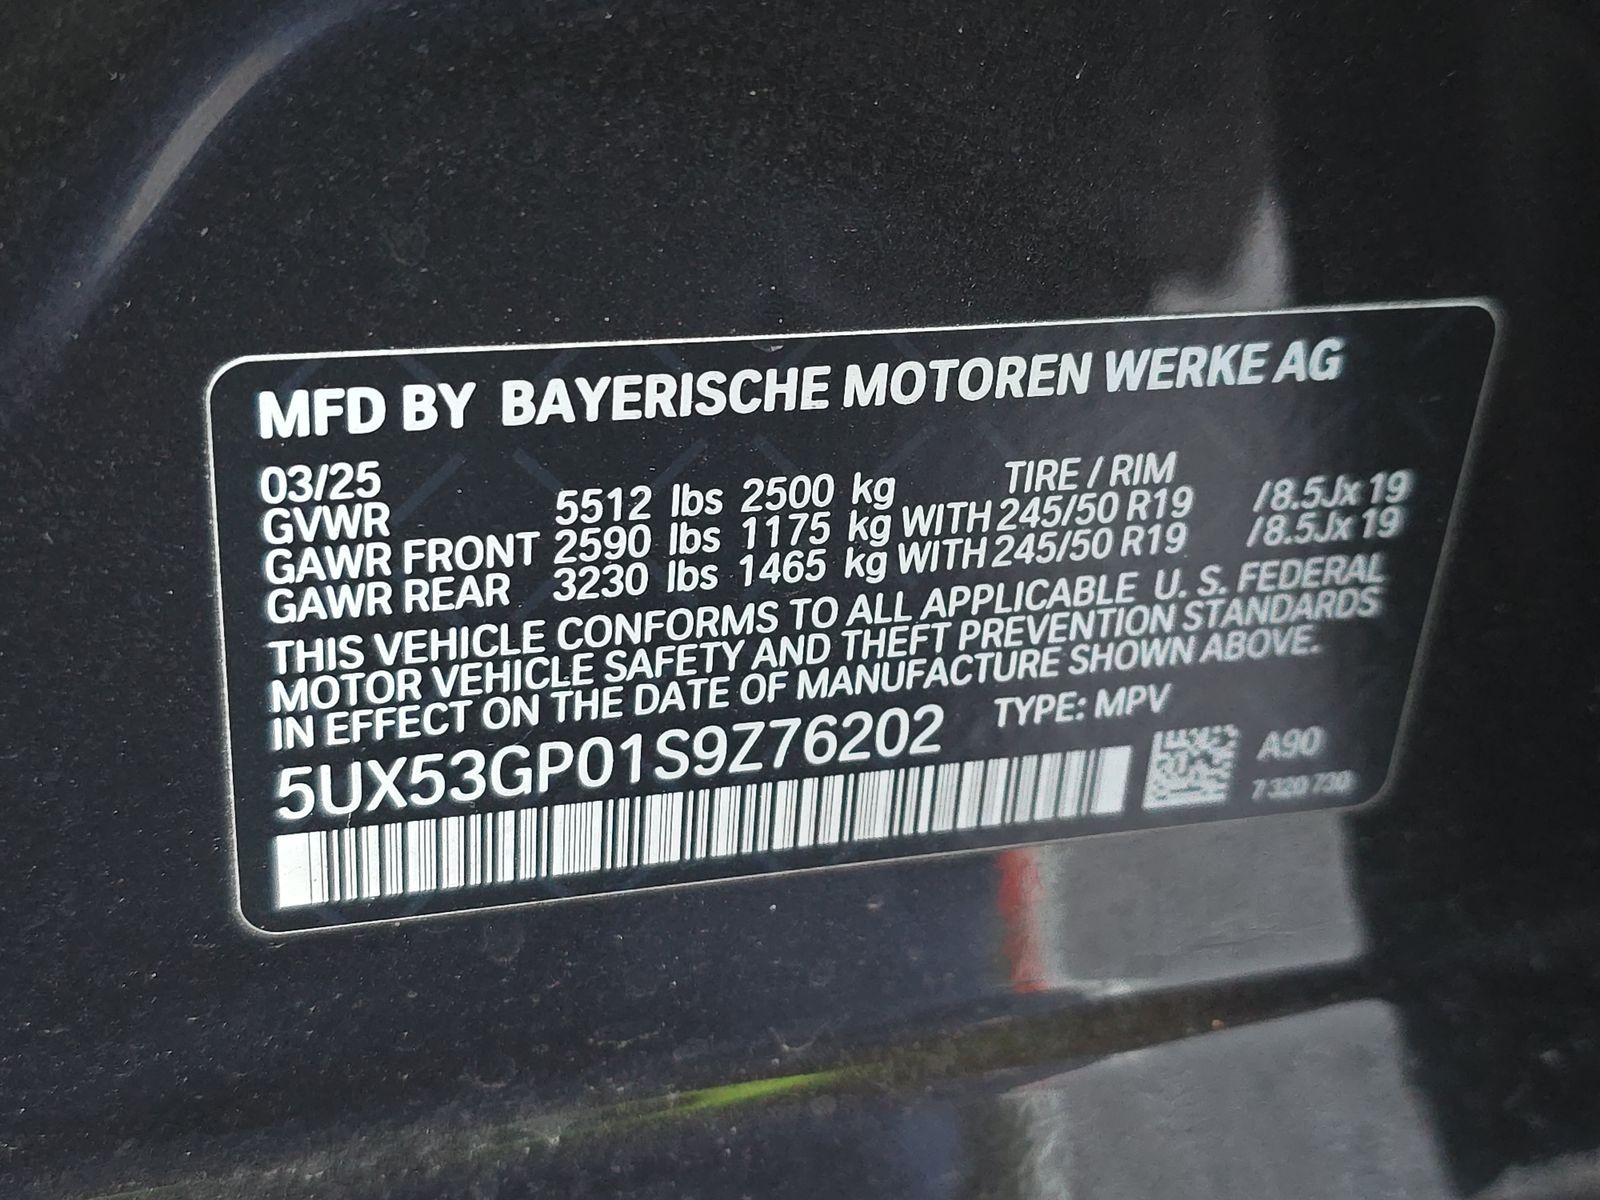 MFD BY BAYERISCHE MOTOREN WERKE AG
03/25 TIRE / RIM
GVWR 5512 lbs 2500 kg
GAWR FRONT 2590 lbs 1175 kg WITH 245/50 R19 /8.5Jx 19
GAWR REAR 3230 lbs 1465 kg WITH 245/50 R19 /8.5Jx 19
THIS VEHICLE CONFORMS TO ALL APPLICABLE U. S. FEDERAL
MOTOR VEHICLE SAFETY AND THEFT PREVENTION STANDARDS
IN EFFECT ON THE DATE OF MANUFACTURE SHOWN ABOVE.
5UX53GP01S9Z76202 TYPE: MPV
A90
7 320 730